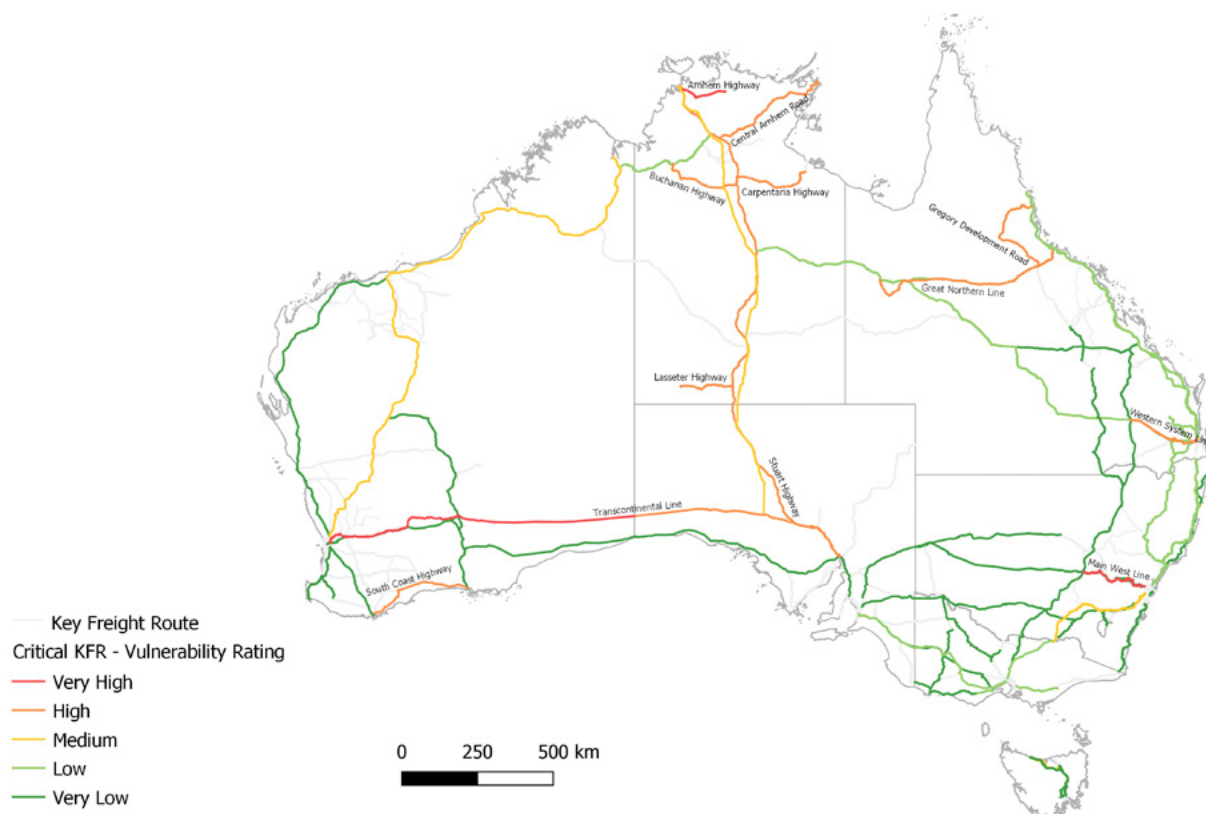 Arnhem Highway
Central Arnhem Road
Buchanan Highway
Carpentaria Highway
Gregory Development Road
Great Northern Line
Lasseter Highway
Western System Line
Stuart Highway
Transcontinental Line
Main West Line
South Coast Highway
Key Freight Route
Critical KFR - Vulnerability Rating
Very High
High
Medium
Low
Very Low
0 250 500 km